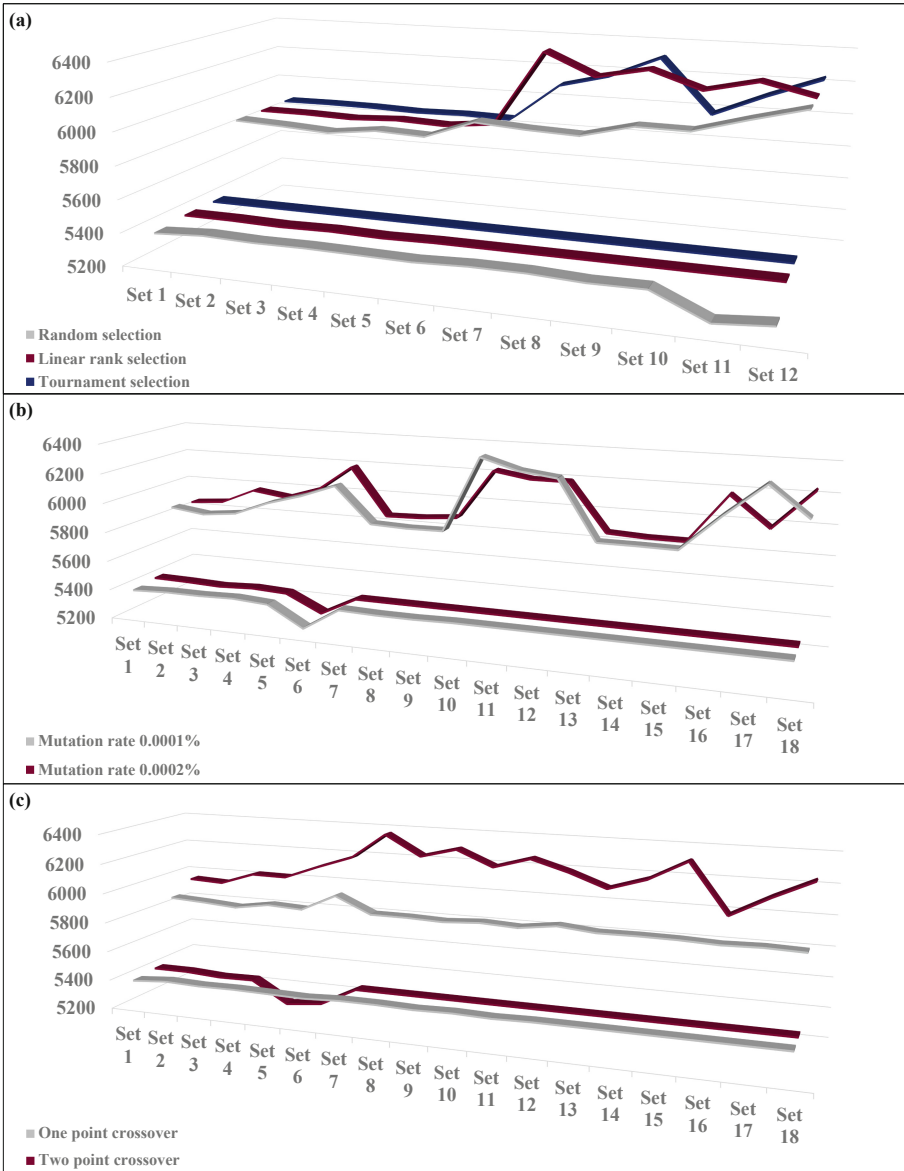 (a)
6400
6200
6000
5800
5600
5400
5200
Set 1
Set 2
Set 3
Set 4
Set 5
Set 6
Set 7
Set 8
Set 9
Set 10
Set 11
Set 12
Random selection
Linear rank selection
Tournament selection
(b)
6400
6200
6000
5800
5600
5400
5200
Set
1
Set
2
Set
3
Set
4
Set
5
Set
6
Set
7
Set
8
Set
9
Set
10
Set
11
Set
12
Set
13
Set
14
Set
15
Set
16
Set
17
Set
18
Mutation rate 0.0001%
Mutation rate 0.0002%
(c)
6400
6200
6000
5800
5600
5400
5200
Set
1
Set
2
Set
3
Set
4
Set
5
Set
6
Set
7
Set
8
Set
9
Set
10
Set
11
Set
12
Set
13
Set
14
Set
15
Set
16
Set
17
Set
18
One point crossover
Two point crossover